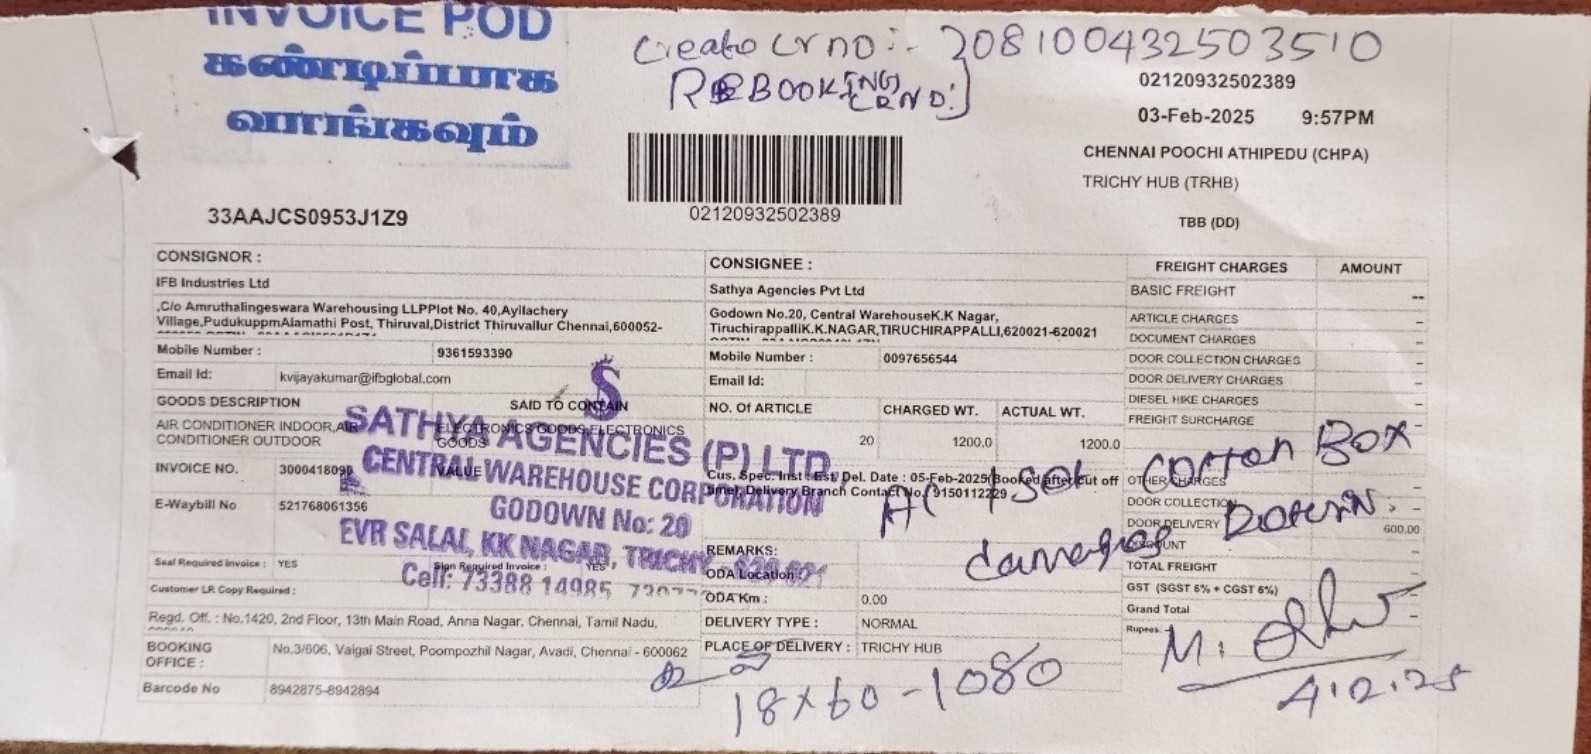 INVOICE POD
கண்டிப்பாக
வாங்கவும்
Create cr no :- 208100432503510
REBOOKING CRNO:
02120932502389
03-Feb-2025 9:57PM
CHENNAI POOCHI ATHIPEDU (CHPA)
TRICHY HUB (TRHB)
TBB (DD)
02120932502389
33AAJCS0953J1Z9
CONSIGNOR :
IFB Industries Ltd
,C/o Amruthalingeswara Warehousing LLPPlot No. 40,Ayilachery
Village,PudukuppmAlamathi Post, Thiruval,District Thiruvallur Chennai,600052-
Mobile Number : 9361593390
Email Id: kvijayakumar@ifbglobal.com
GOODS DESCRIPTION SAID TO CONTAIN
AIR CONDITIONER INDOOR,AIR CONDITIONER OUTDOOR
ELECTRONICS GOODS,ELECTRONICS GOODS
INVOICE NO. 3000418090 VALUE
E-Waybill No 521768061356
Seal Required Invoice : YES Sign Required Invoice : YES
Customer LR Copy Required :
Regd. Off. : No.1420, 2nd Floor, 13th Main Road, Anna Nagar, Chennai, Tamil Nadu,
BOOKING OFFICE : No.3/606, Vaigai Street, Poompozhil Nagar, Avadi, Chennai - 600062
Barcode No 8942875-8942894
SATHYA AGENCIES (P) LTD
CENTRAL WAREHOUSE CORPORATION
GODOWN No: 20
EVR SALAI, KK NAGAR, TRICHY
Cell: 73388 14985
CONSIGNEE :
Sathya Agencies Pvt Ltd
Godown No.20, Central WarehouseK.K Nagar,
TiruchirappalliK.K.NAGAR,TIRUCHIRAPPALLI,620021-620021
Mobile Number : 0097656544
Email Id:
NO. Of ARTICLE CHARGED WT. ACTUAL WT.
20 1200.0 1200.0
Cus. Spec. Inst : Est. Del. Date : 05-Feb-2025(Booked after cut off
time), Delivery Branch Contact No. 9150112229
REMARKS:
ODA Location :
ODA Km : 0.00
DELIVERY TYPE : NORMAL
PLACE OF DELIVERY : TRICHY HUB
FREIGHT CHARGES AMOUNT
BASIC FREIGHT --
ARTICLE CHARGES –
DOCUMENT CHARGES –
DOOR COLLECTION CHARGES –
DOOR DELIVERY CHARGES –
DIESEL HIKE CHARGES –
FREIGHT SURCHARGE –
OTHER CHARGES
DOOR COLLECTION –
DOOR DELIVERY 600.00
DISCOUNT –
TOTAL FREIGHT –
GST (SGST 6% + CGST 6%) –
Grand Total –
Rupees:
Box
damages
18 x 60 - 1080
4.2.25